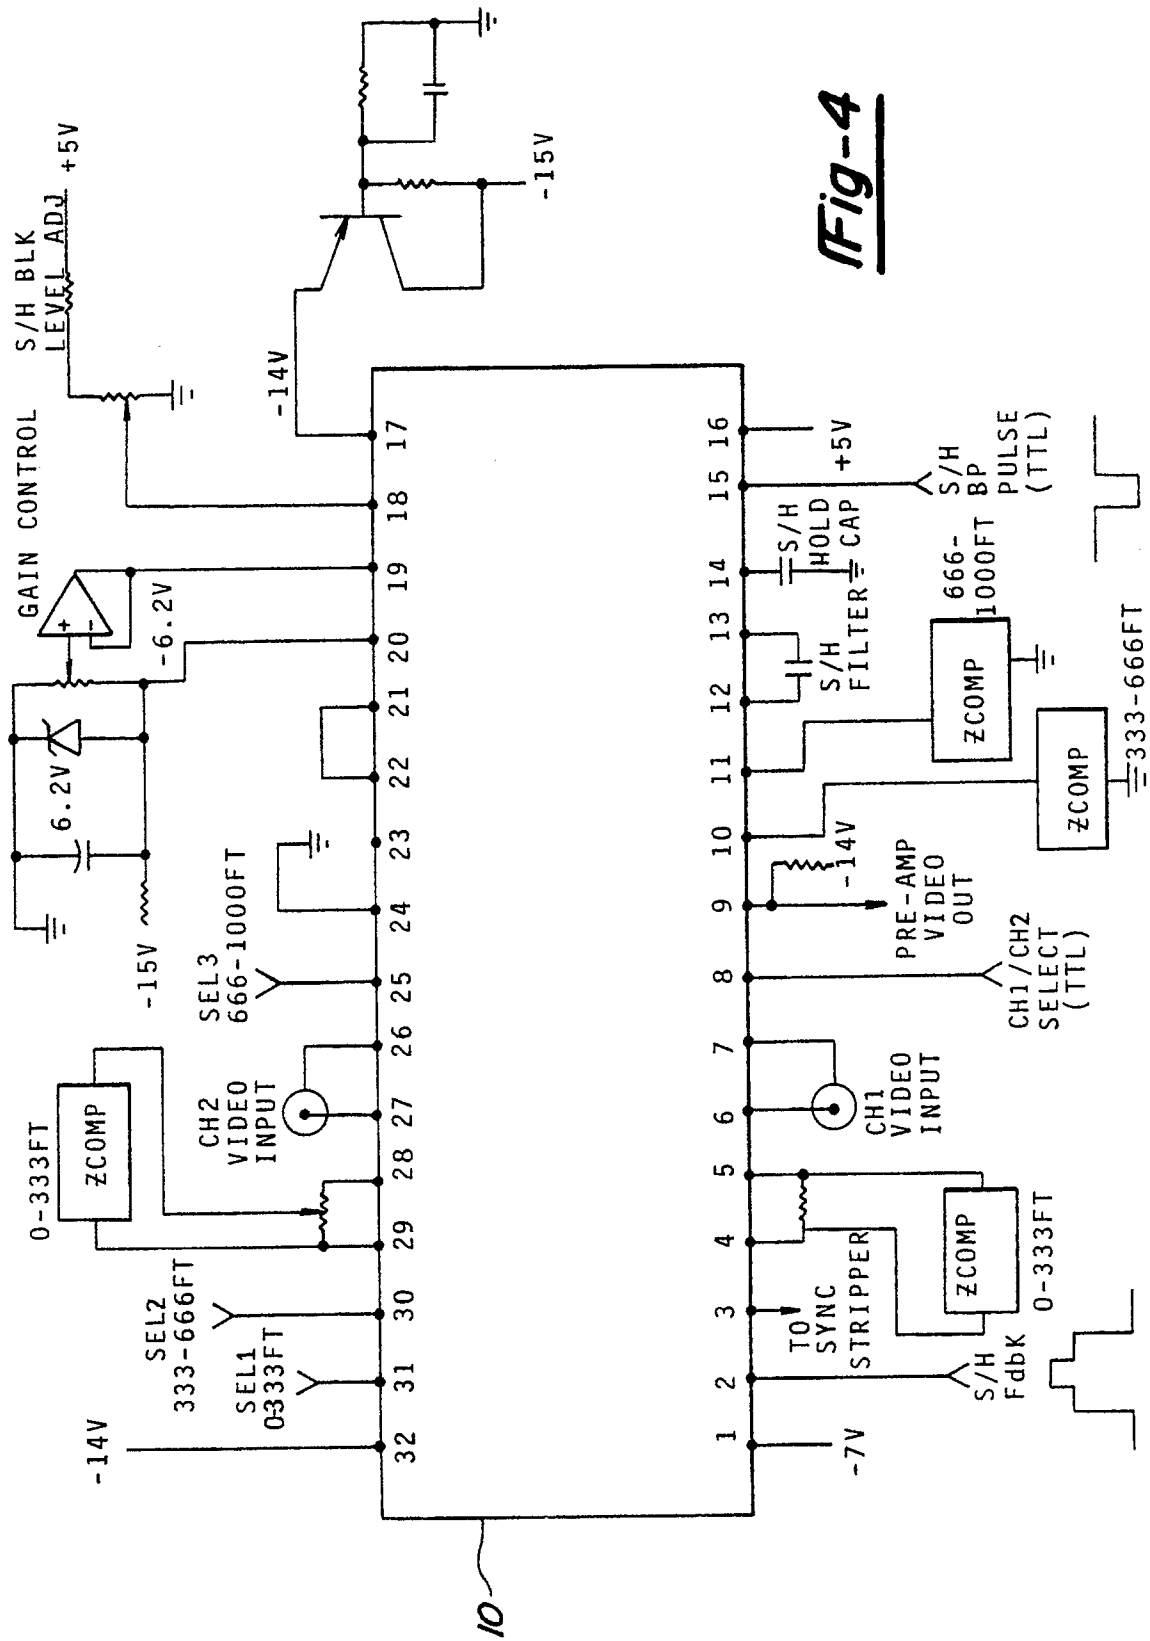 -14V
SEL1
0-333FT
SEL2
333-666FT
0-333FT
ZCOMP
CH2
VIDEO
INPUT
SEL3
666-1000FT
-15V
6.2V
-6.2V
+
-
GAIN CONTROL
S/H BLK
LEVEL ADJ
+5V
-14V
-15V
32
31
30
29
28
27
26
25
24
23
22
21
20
19
18
17
10
1
2
3
4
5
6
7
8
9
10
11
12
13
14
15
16
-7V
S/H
FdbK
TO
SYNC
STRIPPER
ZCOMP
0-333FT
CH1
VIDEO
INPUT
CH1/CH2
SELECT
(TTL)
PRE-AMP
VIDEO
OUT
-14V
ZCOMP
333-666FT
ZCOMP
666-
1000FT
S/H
FILTER
S/H
HOLD
CAP
S/H
BP
PULSE
(TTL)
+5V
Fig-4